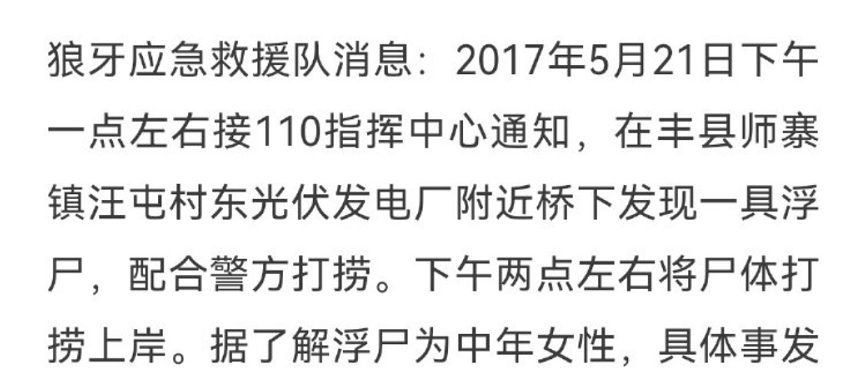 狼牙应急救援队消息：2017年5月21日下午
一点左右接110指挥中心通知，在丰县师寨
镇汪屯村东光伏发电厂附近桥下发现一具浮
尸，配合警方打捞。下午两点左右将尸体打
捞上岸。据了解浮尸为中年女性，具体事发